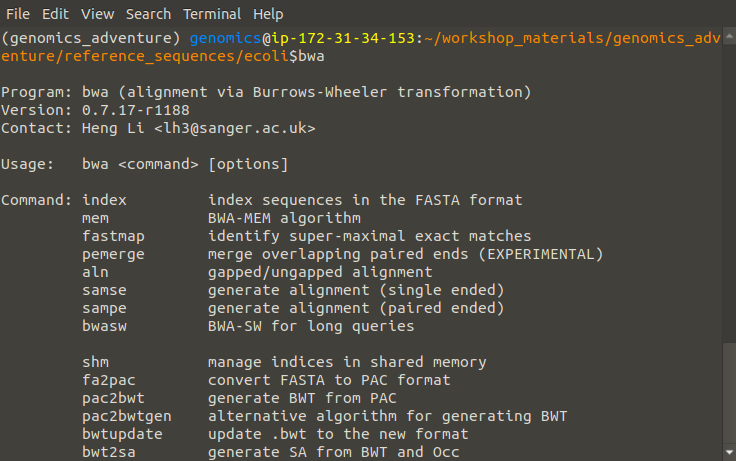 File Edit View Search Terminal Help
(genomics_adventure) genomics@ip-172-31-34-153:~/workshop_materials/genomics_adv
enture/reference_sequences/ecoli$bwa
Program: bwa (alignment via Burrows-Wheeler transformation)
Version: 0.7.17-r1188
Contact: Heng Li <lh3@sanger.ac.uk>
Usage:   bwa <command> [options]
Command: index         index sequences in the FASTA format
         mem           BWA-MEM algorithm
         fastmap       identify super-maximal exact matches
         pemerge       merge overlapping paired ends (EXPERIMENTAL)
         aln           gapped/ungapped alignment
         samse         generate alignment (single ended)
         sampe         generate alignment (paired ended)
         bwasw         BWA-SW for long queries
         shm           manage indices in shared memory
         fa2pac        convert FASTA to PAC format
         pac2bwt       generate BWT from PAC
         pac2bwtgen    alternative algorithm for generating BWT
         bwtupdate     update .bwt to the new format
         bwt2sa        generate SA from BWT and Occ